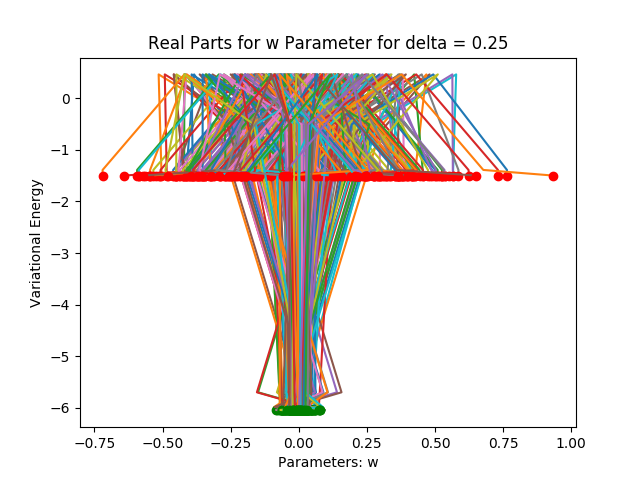 Real Parts for w Parameter for delta = 0.25
Variational Energy
0
−1
−2
−3
−4
−5
−6
−0.75 −0.50 −0.25 0.00 0.25 0.50 0.75 1.00
Parameters: w